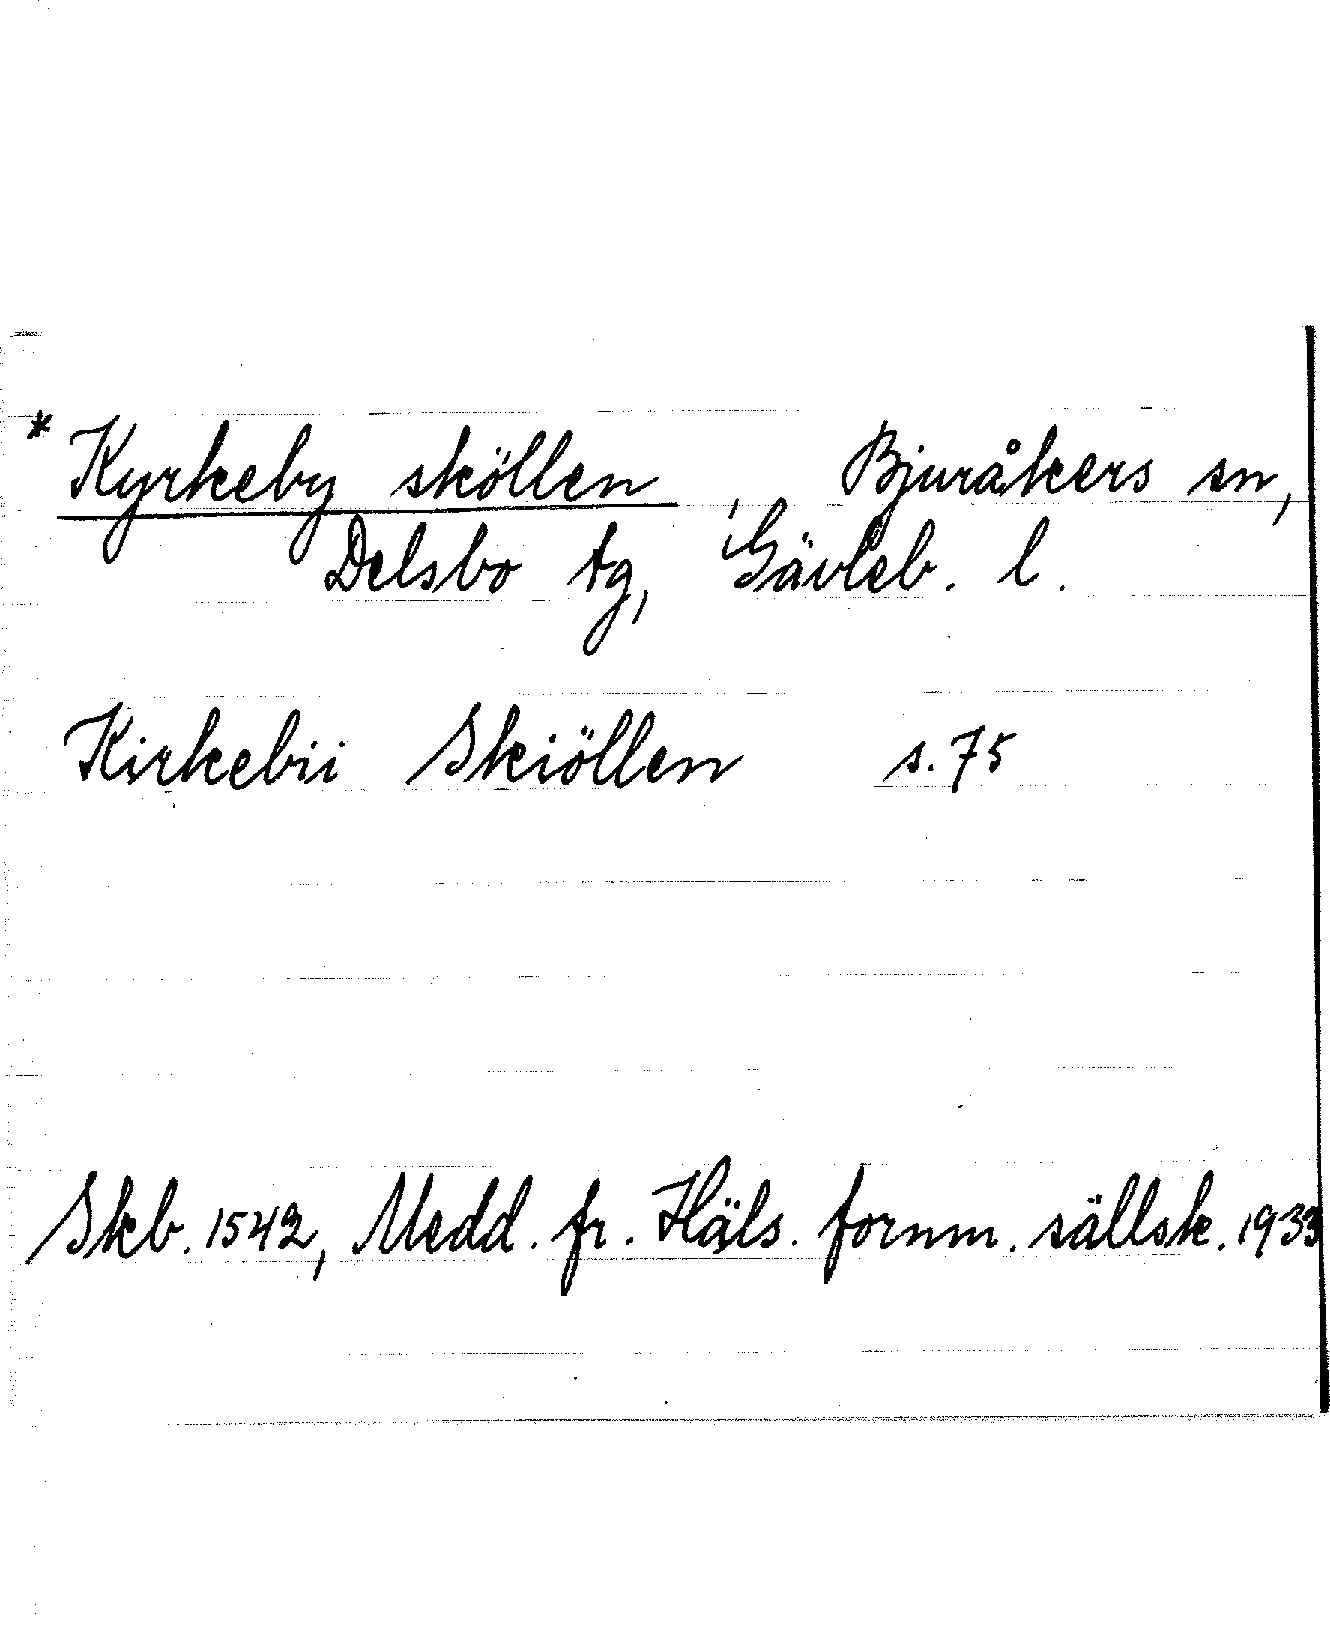 * Kyrkeby sköllen, Bjuråkers sn,
Delsbo tg, Gävleb. l.
Kirkebii Skiöllen s. 75
Skb. 1542, Medd. fr. Häls. fornm. sällsk. 1933